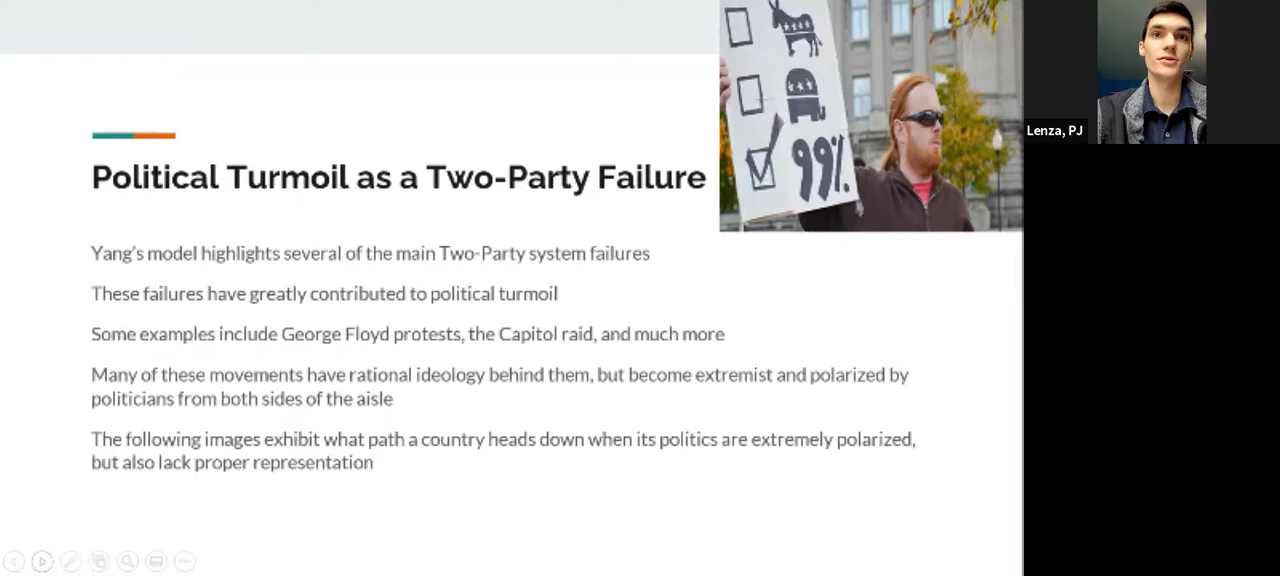 99%
Lenza, PJ
Political Turmoil as a Two-Party Failure
Yang's model highlights several of the main Two-Party system failures
These failures have greatly contributed to political turmoil
Some examples include George Floyd protests, the Capitol raid, and much more
Many of these movements have rational ideology behind them, but become extremist and polarized by
politicians from both sides of the aisle
The following images exhibit what path a country heads down when its politics are extremely polarized,
but also lack proper representation